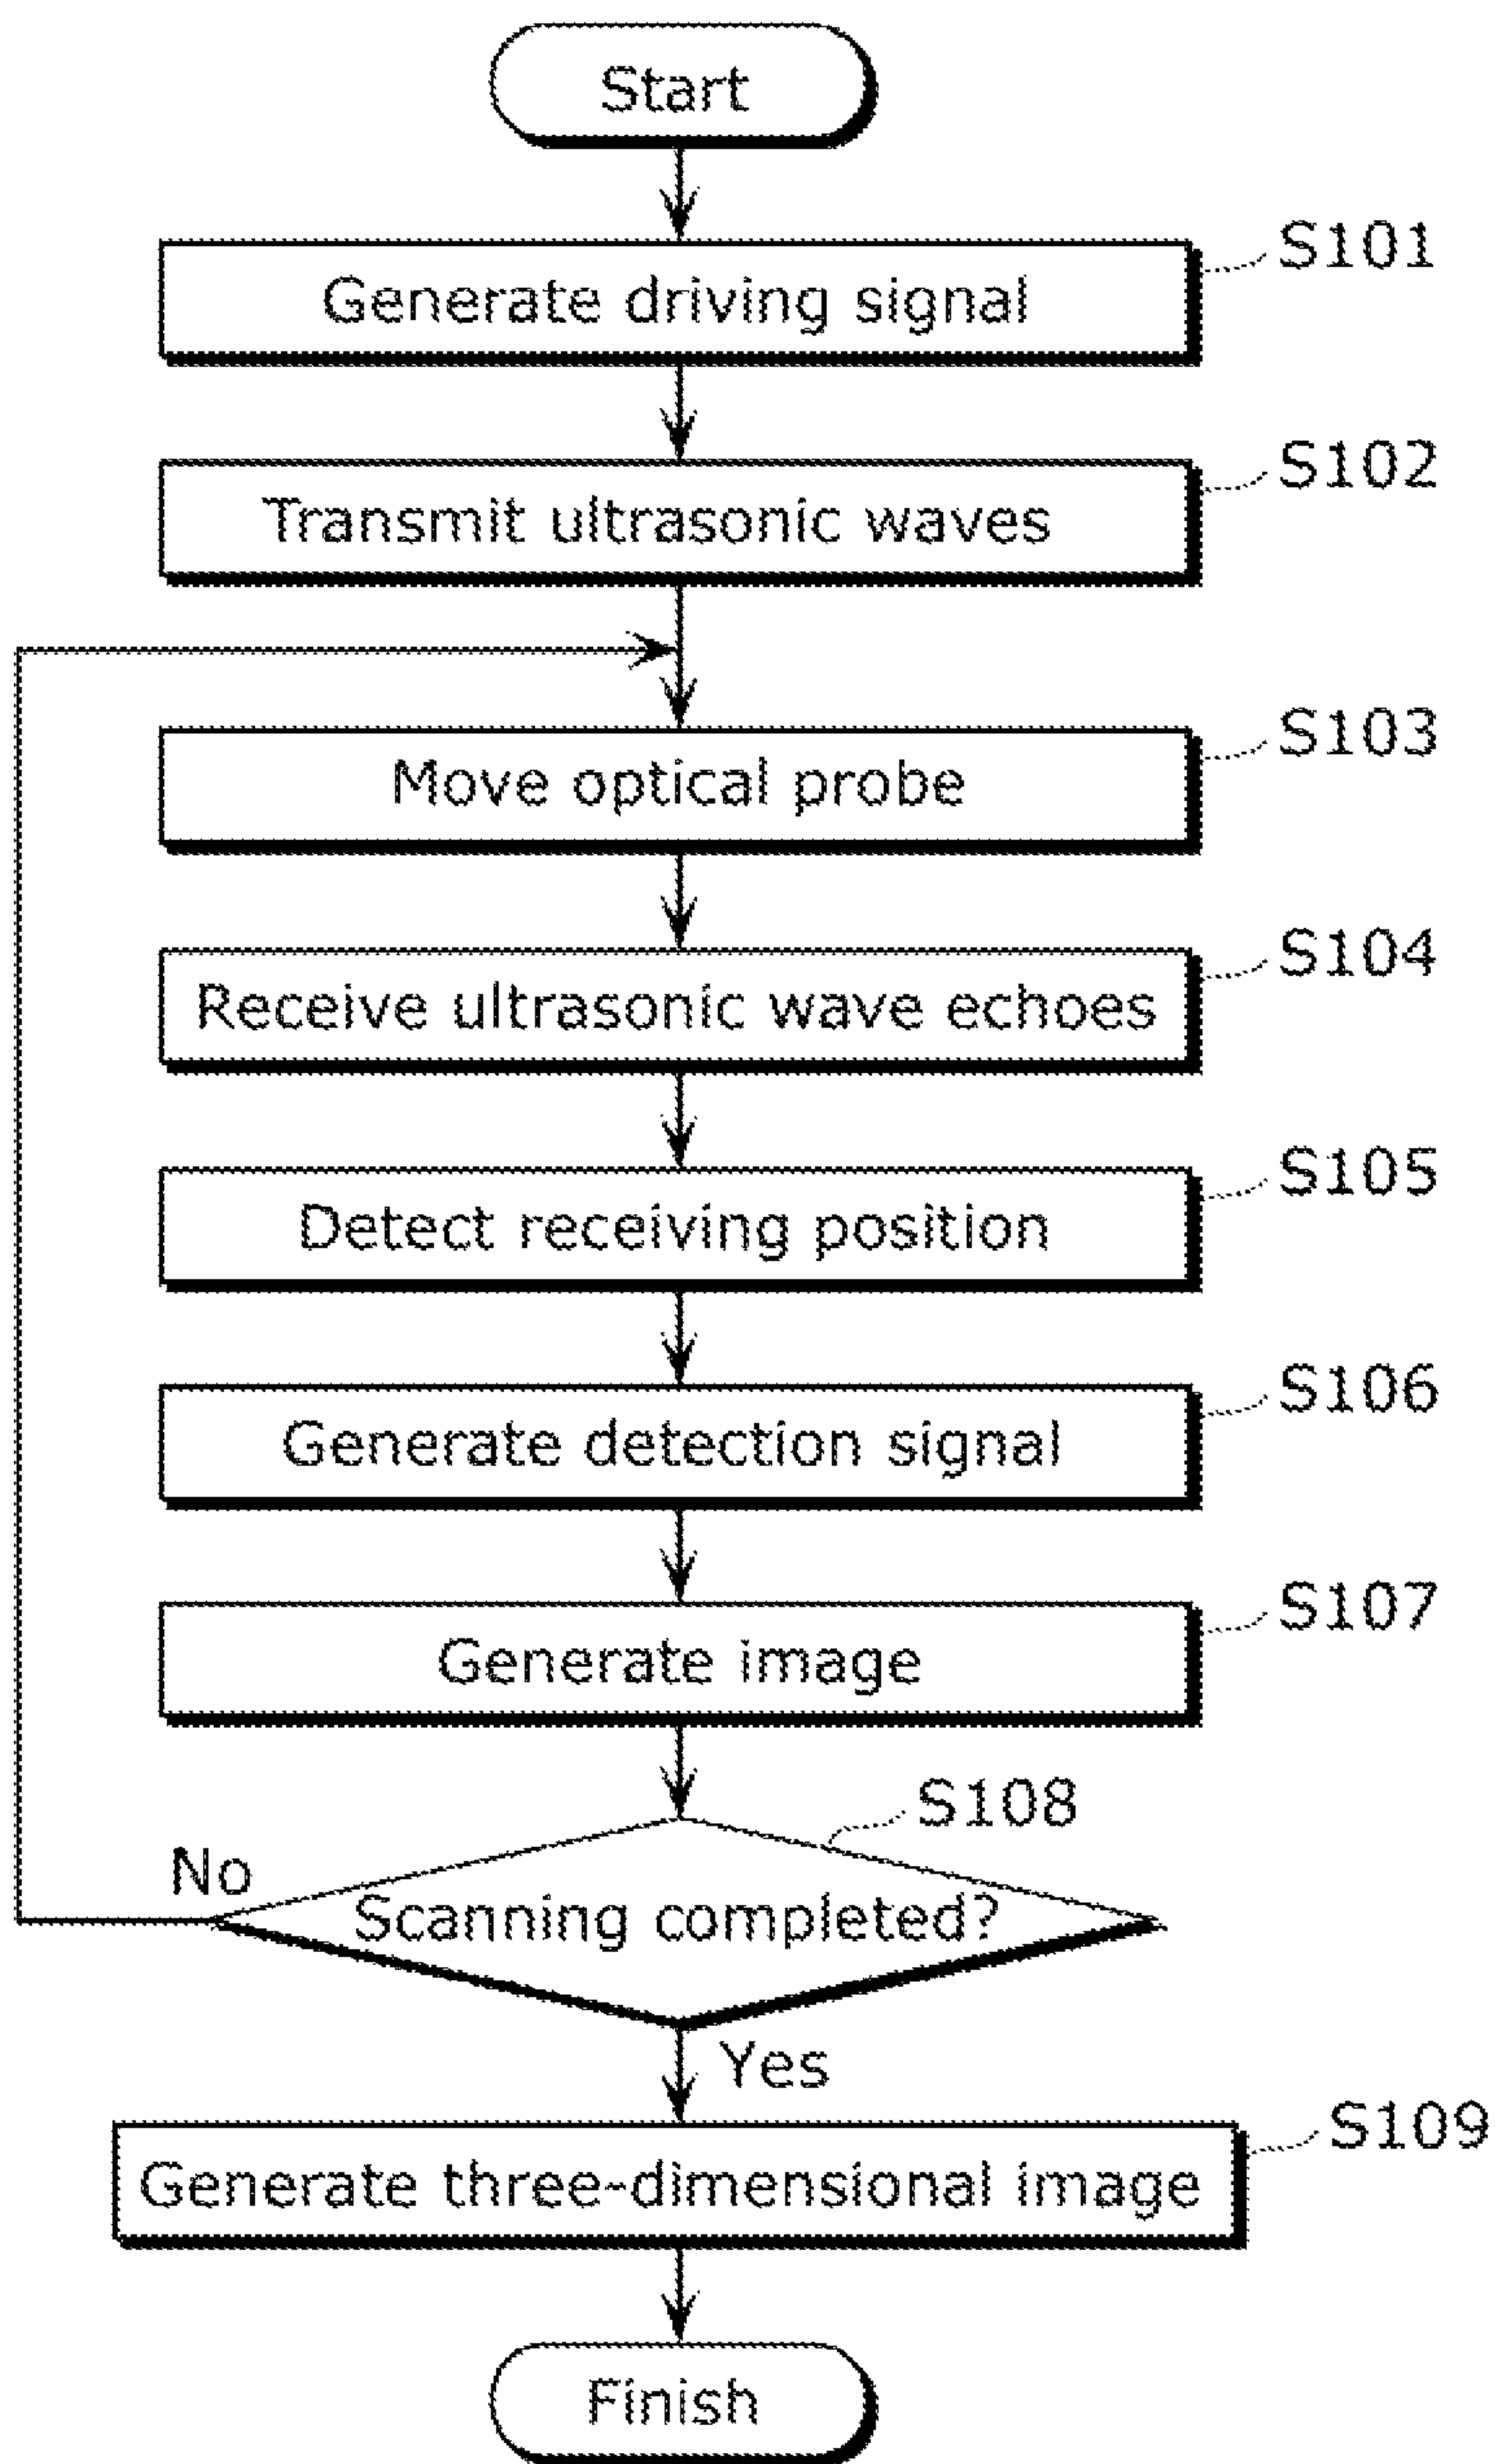 Start
S101
Generate driving signal
S102
Transmit ultrasonic waves
S103
Move optical probe
S104
Receive ultrasonic wave echoes
S105
Detect receiving position
S106
Generate detection signal
S107
Generate image
S108
No
Scanning completed?
Yes
S109
Generate three-dimensional image
Finish